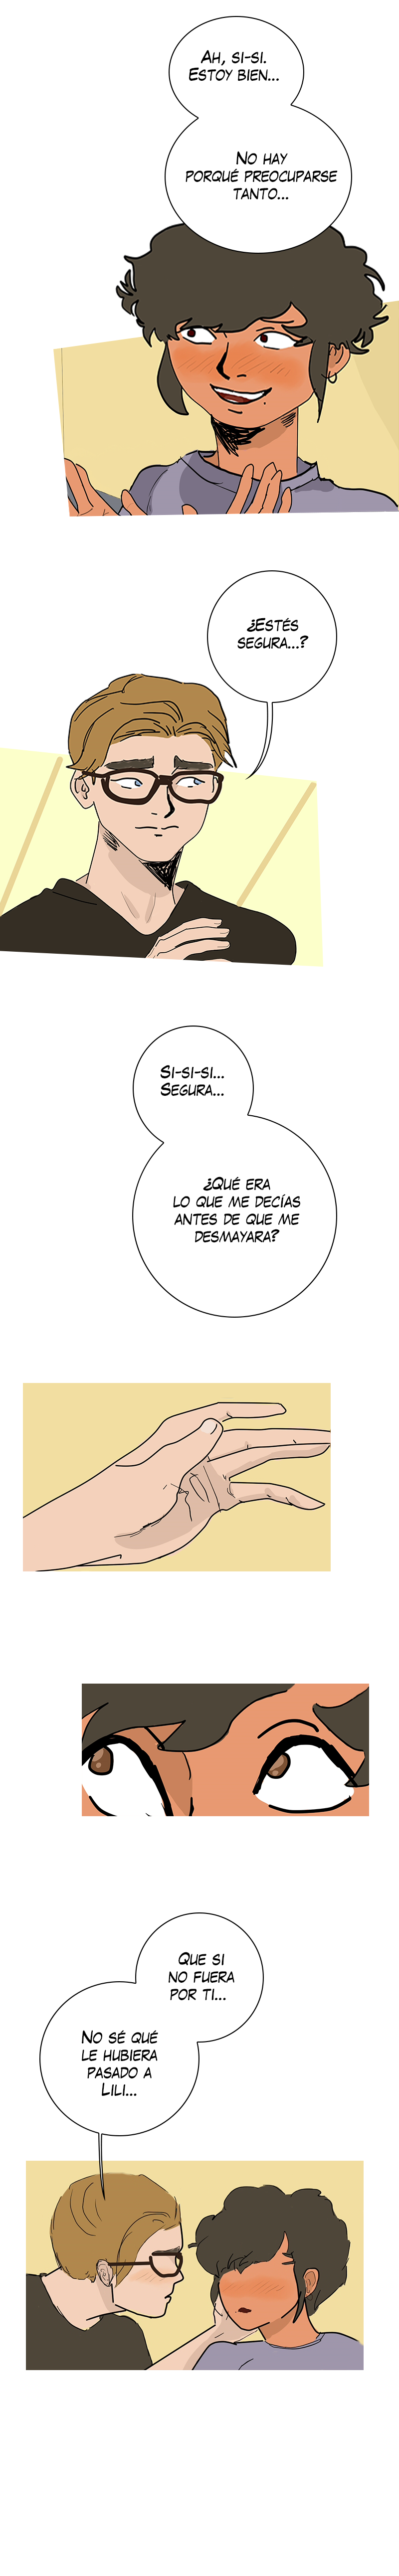 Ah, si-si.
Estoy bien...
No hay
porqué preocuparse
tanto...
¿Estés
segura...?
Si-si-si...
Segura...
¿Qué era
lo que me decías
antes de que me
desmayara?
Que si
no fuera
por ti...
No sé qué
le hubiera
pasado a
Lili...